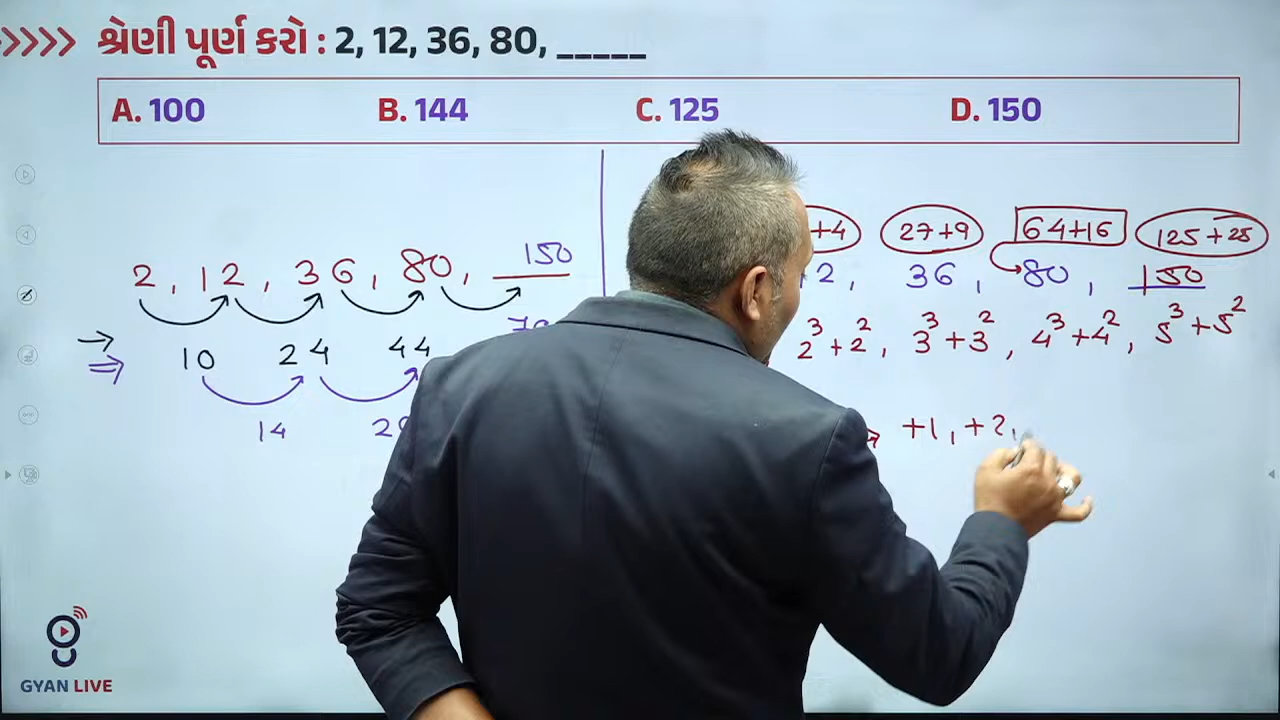 શ્રેણી પૂર્ણ કરો : 2, 12, 36, 80, _____
A. 100 B. 144 C. 125 D. 150
+4 27+9 64+16 125+25
2, 12, 36, 80, 150
2, 36, 80, 150
2³+2², 3³+3², 4³+4², 5³+5²
10 24 44
14
+1, +2,
GYAN LIVE